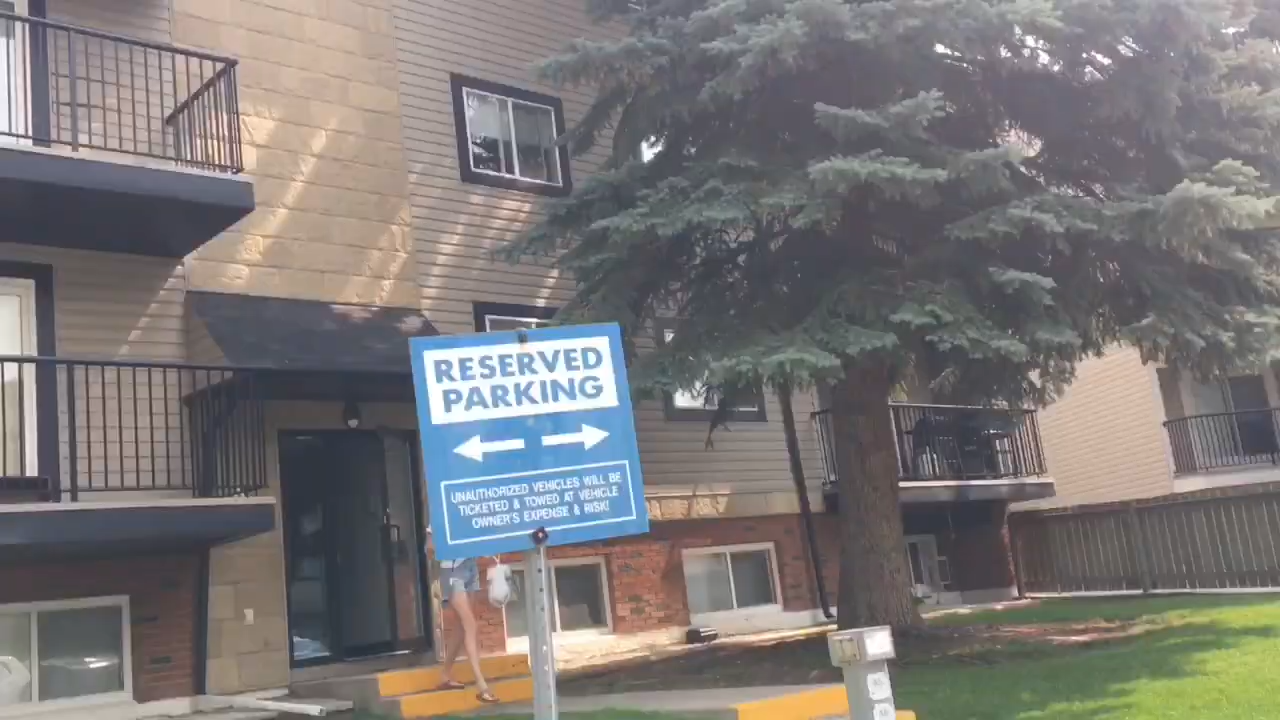 RESERVED
PARKING
UNAUTHORIZED VEHICLES WILL BE
TICKETED & TOWED AT VEHICLE
OWNER'S EXPENSE & RISK!